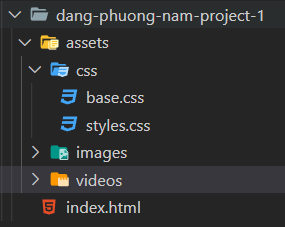 dang-phuong-nam-project-1
assets
css
base.css
styles.css
images
videos
index.html